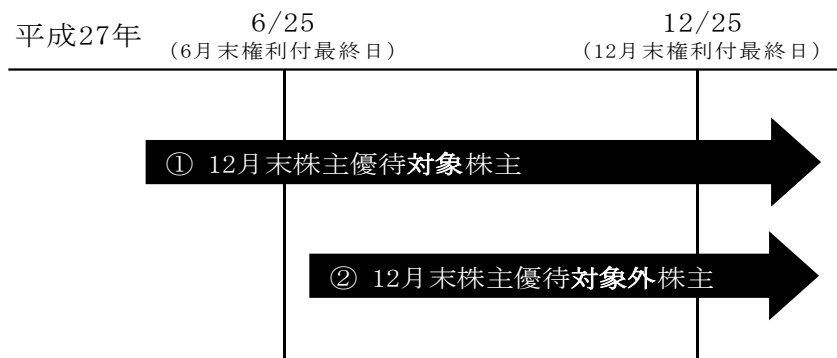 平成27年
6/25
(6月末権利付最終日)
12/25
(12月末権利付最終日)
① 12月末株主優待対象株主
② 12月末株主優待対象外株主